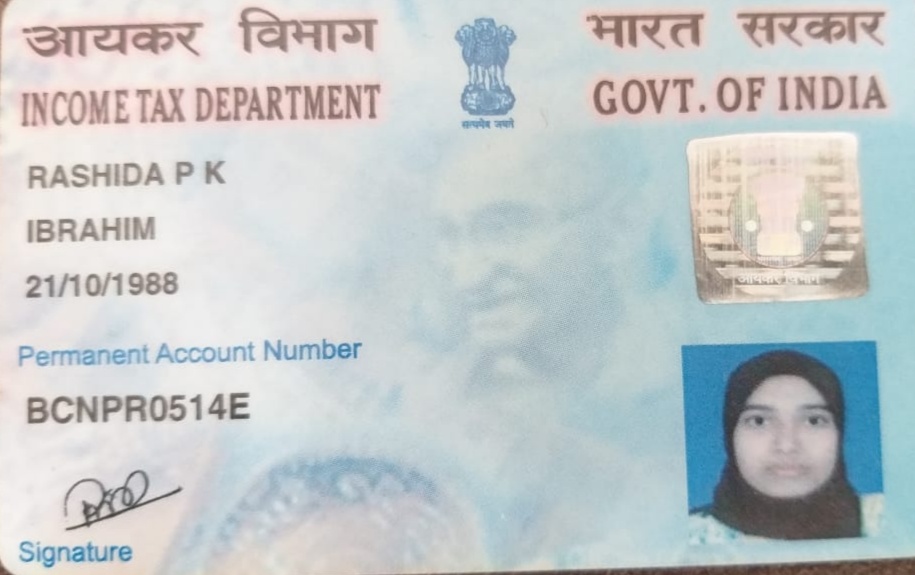 आयकर विभाग
भारत सरकार
INCOME TAX DEPARTMENT
GOVT. OF INDIA
सत्यमेव जयते
RASHIDA P K
IBRAHIM
21/10/1988
आयकर विभाग
Permanent Account Number
BCNPR0514E
Signature